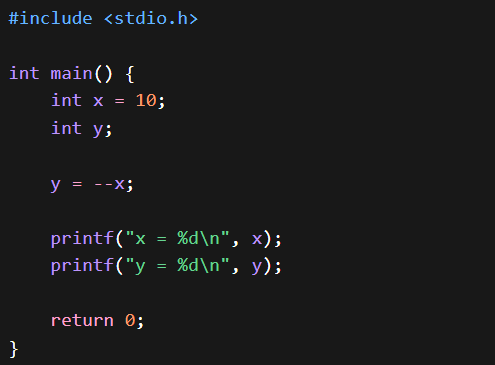 #include <stdio.h>
int main() {
    int x = 10;
    int y;
    y = --x;
    printf("x = %d\n", x);
    printf("y = %d\n", y);
    return 0;
}